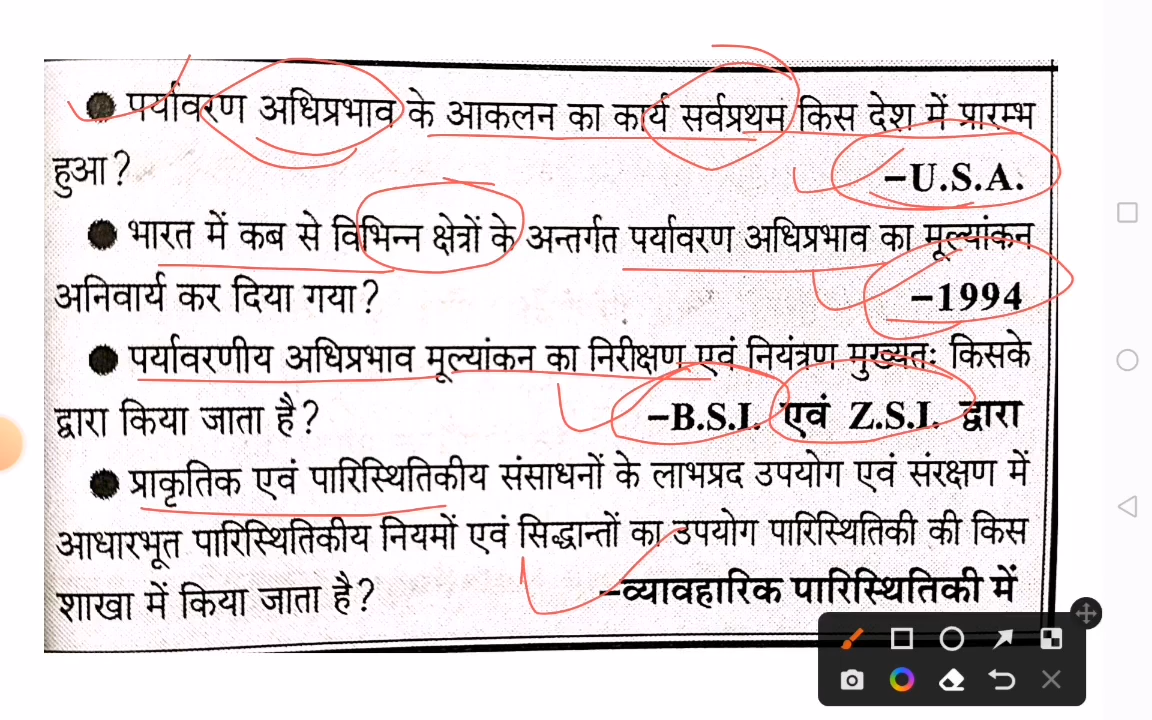 ● पर्यावरण अधिप्रभाव के आकलन का कार्य सर्वप्रथम किस देश में प्रारम्भ
हुआ? –U.S.A.
● भारत में कब से विभिन्न क्षेत्रों के अन्तर्गत पर्यावरण अधिप्रभाव का मूल्यांकन
अनिवार्य कर दिया गया? –1994
● पर्यावरणीय अधिप्रभाव मूल्यांकन का निरीक्षण एवं नियंत्रण मुख्यतः किसके
द्वारा किया जाता है? –B.S.I. एवं Z.S.I. द्वारा
● प्राकृतिक एवं पारिस्थितिकीय संसाधनों के लाभप्रद उपयोग एवं संरक्षण में
आधारभूत पारिस्थितिकीय नियमों एवं सिद्धान्तों का उपयोग पारिस्थितिकी की किस
शाखा में किया जाता है? –व्यावहारिक पारिस्थितिकी में